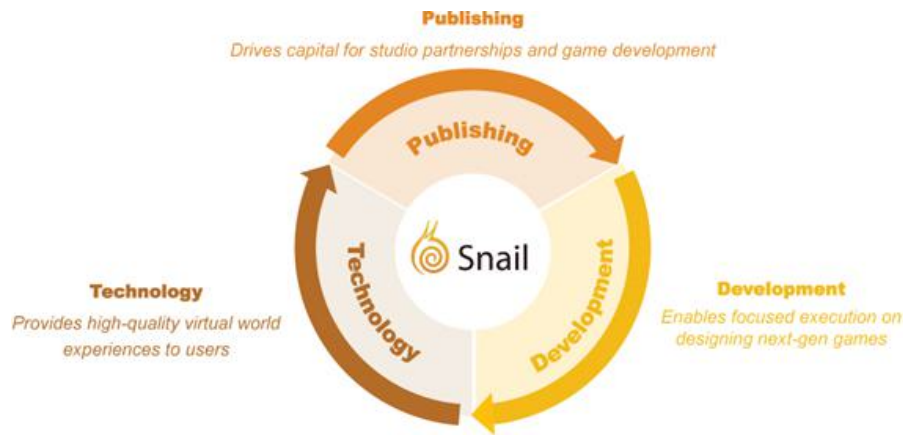 Publishing
Drives capital for studio partnerships and game development
Publishing
Technology
Snail
Development
Technology
Provides high-quality virtual world
experiences to users
Development
Enables focused execution on
designing next-gen games